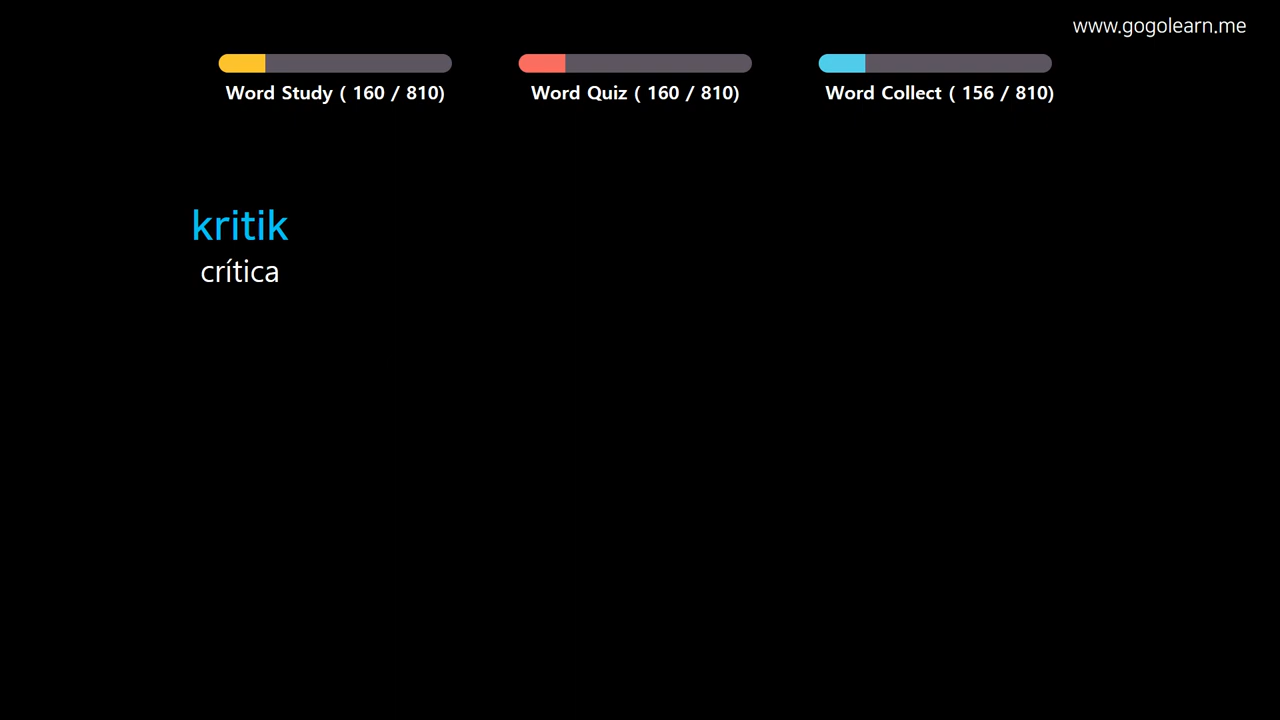 www.gogolearn.me
Word Study ( 160 / 810)
Word Quiz ( 160 / 810)
Word Collect ( 156 / 810)
kritik
crítica